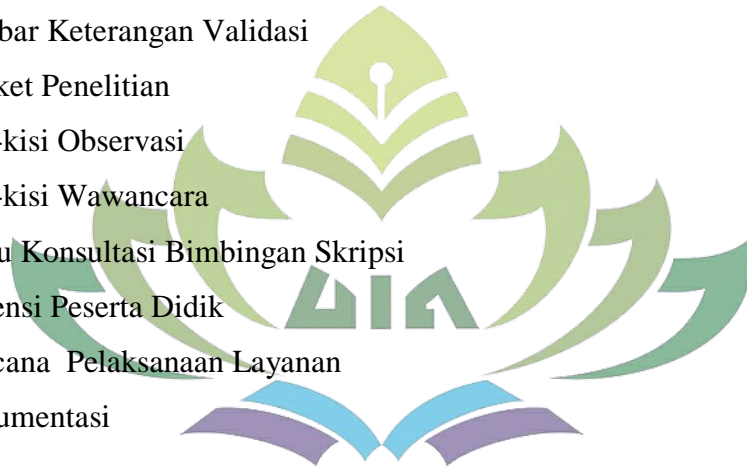 bar Keterangan Validasi
ket Penelitian
-kisi Observasi
-kisi Wawancara
u Konsultasi Bimbingan Skripsi
ensi Peserta Didik
UIN
cana  Pelaksanaan Layanan
umentasi